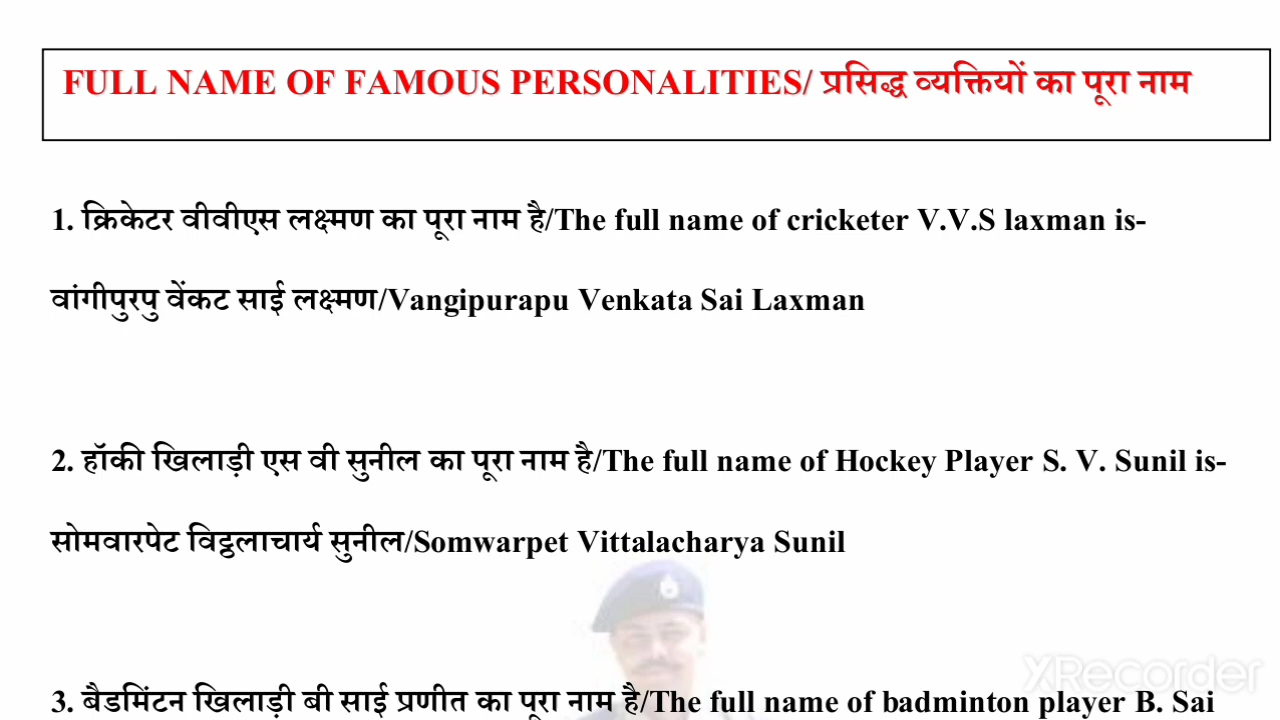 FULL NAME OF FAMOUS PERSONALITIES/ प्रसिद्ध व्यक्तियों का पूरा नाम
1. क्रिकेटर वीवीएस लक्ष्मण का पूरा नाम है/The full name of cricketer V.V.S laxman is-
वांगीपुरपु वेंकट साई लक्ष्मण/Vangipurapu Venkata Sai Laxman
2. हॉकी खिलाड़ी एस वी सुनील का पूरा नाम है/The full name of Hockey Player S. V. Sunil is-
सोमवारपेट विट्ठलाचार्य सुनील/Somwarpet Vittalacharya Sunil
3. बैडमिंटन खिलाड़ी बी साई प्रणीत का पूरा नाम है/The full name of badminton player B. Sai
XRecorder